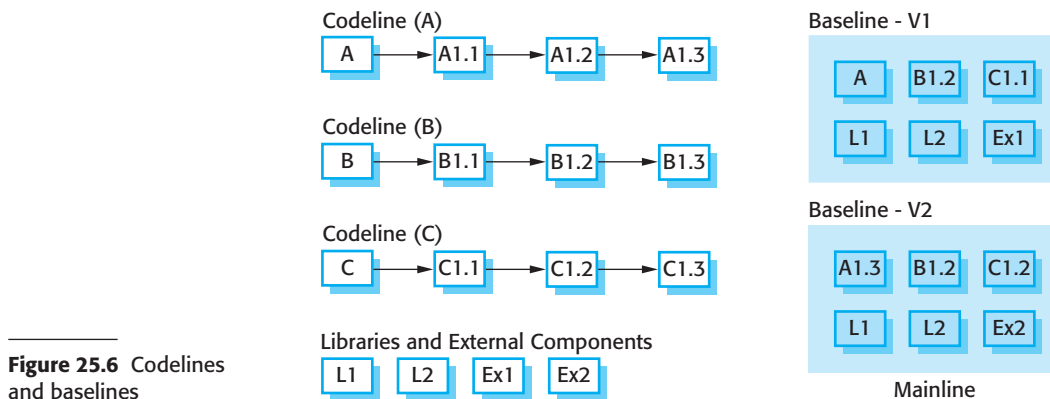 Codeline (A)
A A1.1 A1.2 A1.3
Codeline (B)
B B1.1 B1.2 B1.3
Codeline (C)
C C1.1 C1.2 C1.3
Libraries and External Components
L1 L2 Ex1 Ex2
Baseline - V1
A B1.2 C1.1
L1 L2 Ex1
Baseline - V2
A1.3 B1.2 C1.2
L1 L2 Ex2
Mainline
Figure 25.6 Codelines
and baselines